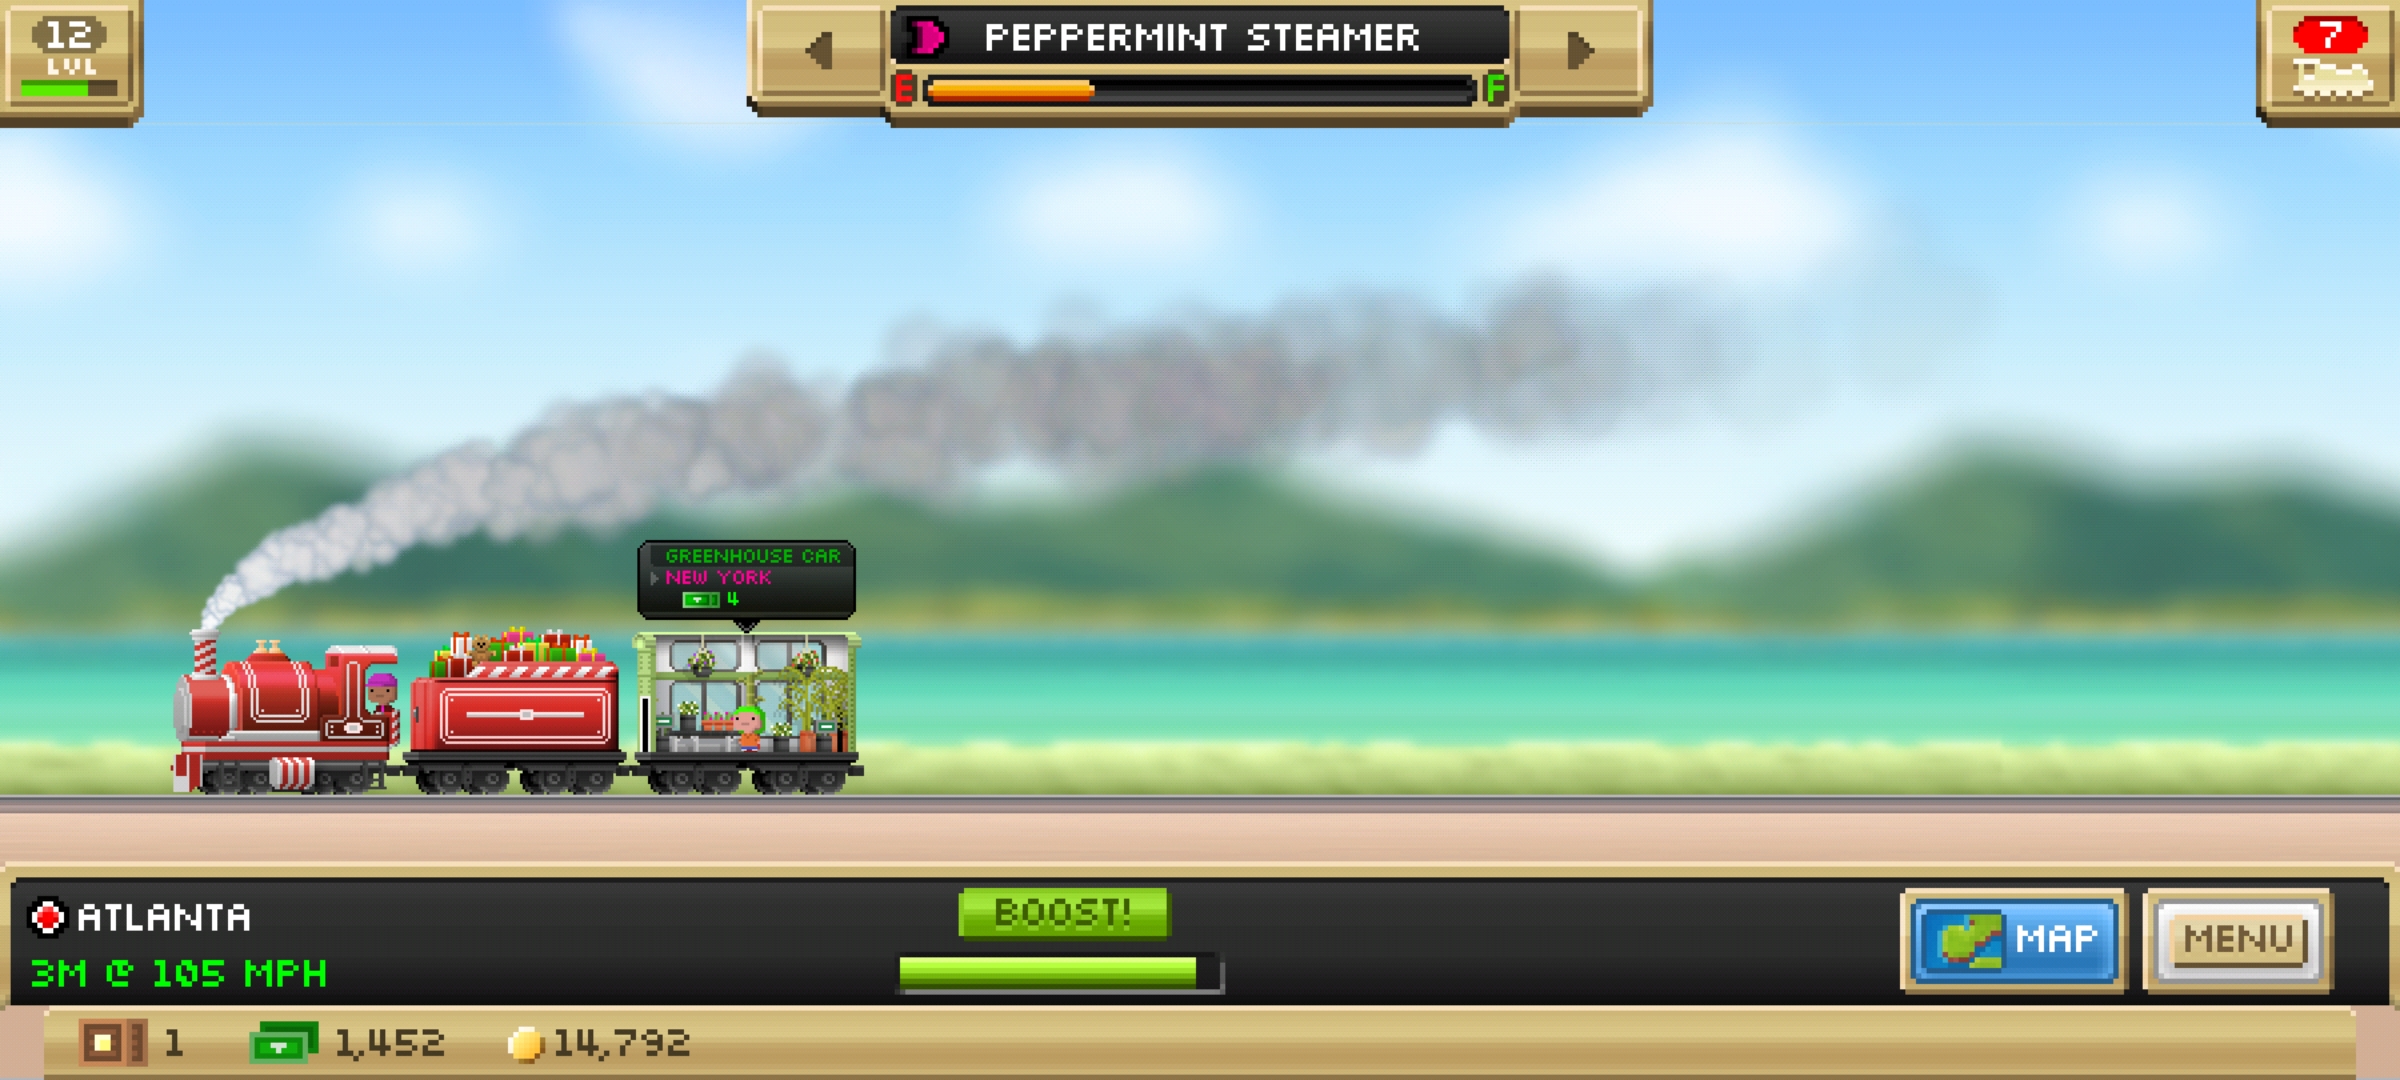 12
LVL
PEPPERMINT STEAMER
E
F
7
GREENHOUSE CAR
NEW YORK
4
ATLANTA
3M @ 105 MPH
BOOST!
MAP
MENU
1
1,452
14,792